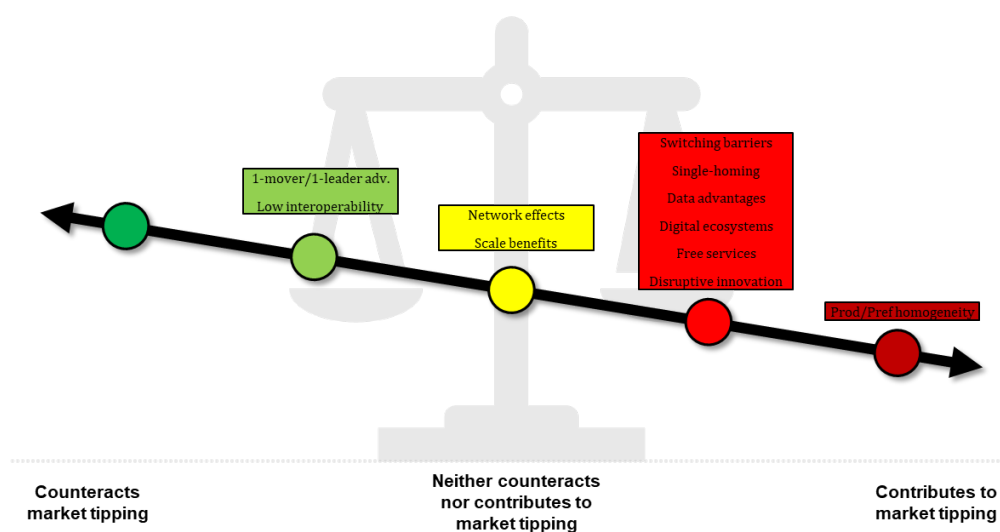 Switching barriers
Single-homing
Data advantages
Digital ecosystems
Free services
Disruptive innovation
1-mover/1-leader adv.
Low interoperability
Network effects
Scale benefits
Prod/Pref homogeneity
Counteracts
market tipping
Neither counteracts
nor contributes to
market tipping
Contributes to
market tipping